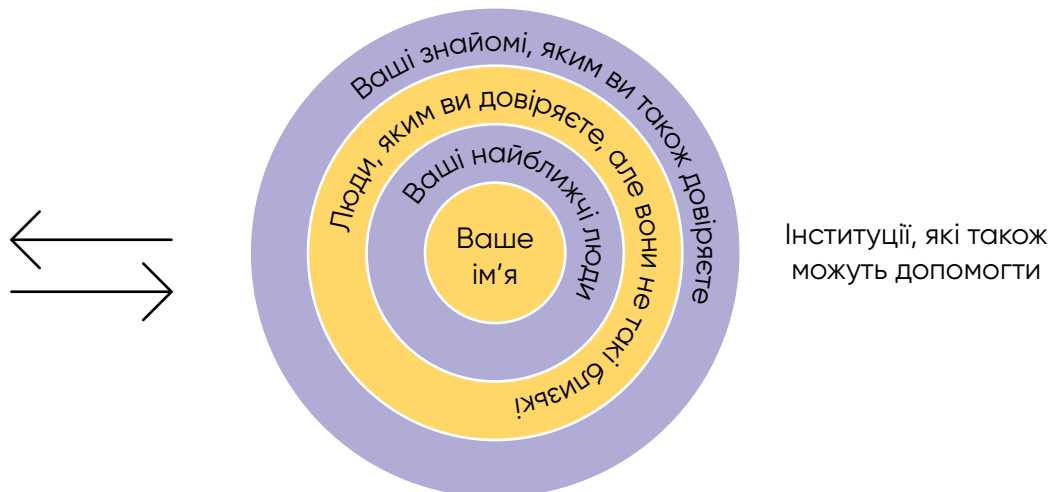 Ваші знайомі, яким ви також довіряєте
Люди, яким ви довіряєте, але вони не такі близькі
Ваші найближчі люди
Ваше
ім’я
Інституції, які також
можуть допомогти